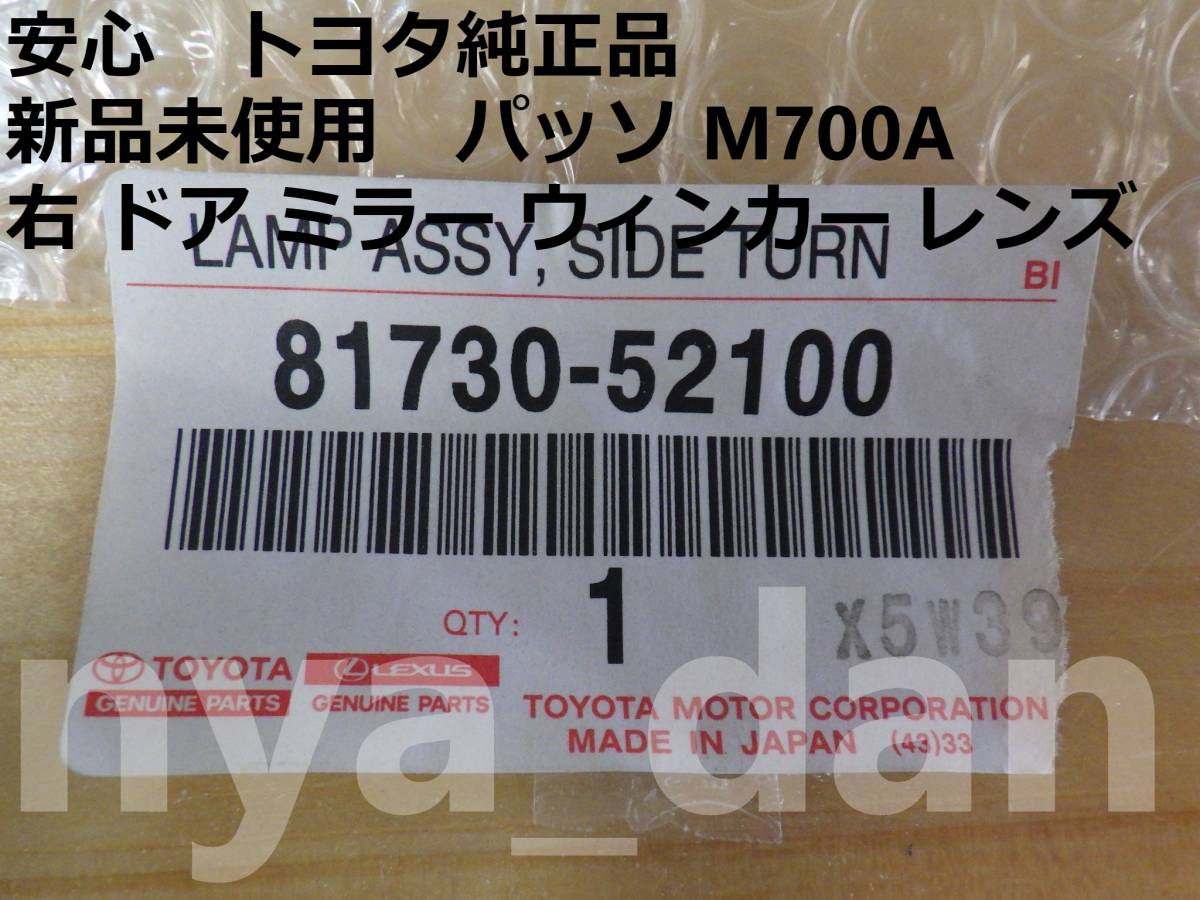 安心　トヨタ純正品
新品未使用　パッソ M700A
右 ドア ミラー ウィンカー レンズ
LAMP ASSY, SIDE TURN
BI
81730-52100
QTY: 1
X5W39
TOYOTA
GENUINE PARTS
LEXUS
GENUINE PARTS
TOYOTA MOTOR CORPORATION
MADE IN JAPAN (43)33
nya_dan